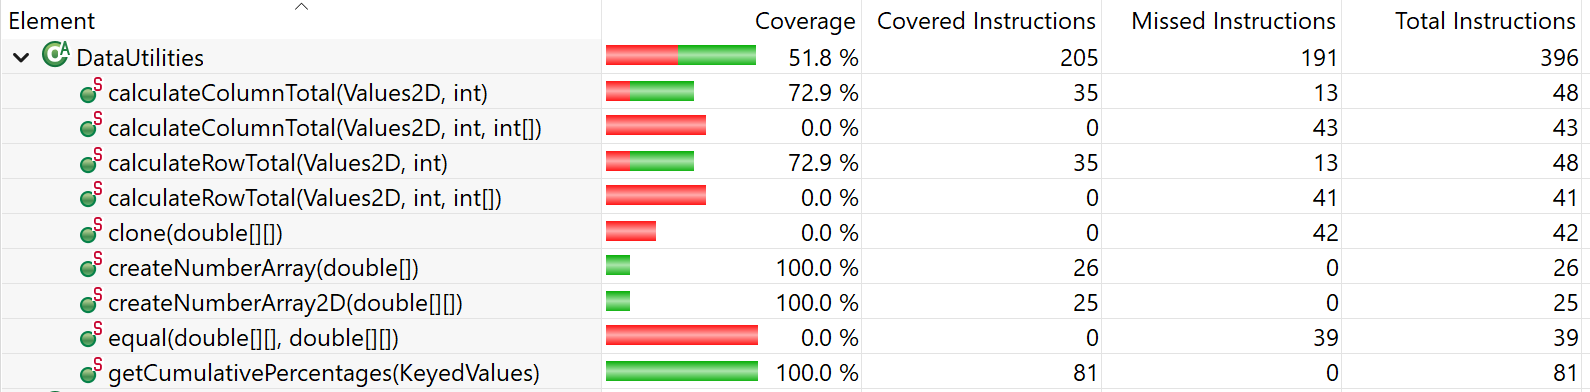 Element Coverage Covered Instructions Missed Instructions Total Instructions
DataUtilities 51.8 % 205 191 396
calculateColumnTotal(Values2D, int) 72.9 % 35 13 48
calculateColumnTotal(Values2D, int, int[]) 0.0 % 0 43 43
calculateRowTotal(Values2D, int) 72.9 % 35 13 48
calculateRowTotal(Values2D, int, int[]) 0.0 % 0 41 41
clone(double[][]) 0.0 % 0 42 42
createNumberArray(double[]) 100.0 % 26 0 26
createNumberArray2D(double[][]) 100.0 % 25 0 25
equal(double[][], double[][]) 0.0 % 0 39 39
getCumulativePercentages(KeyedValues) 100.0 % 81 0 81